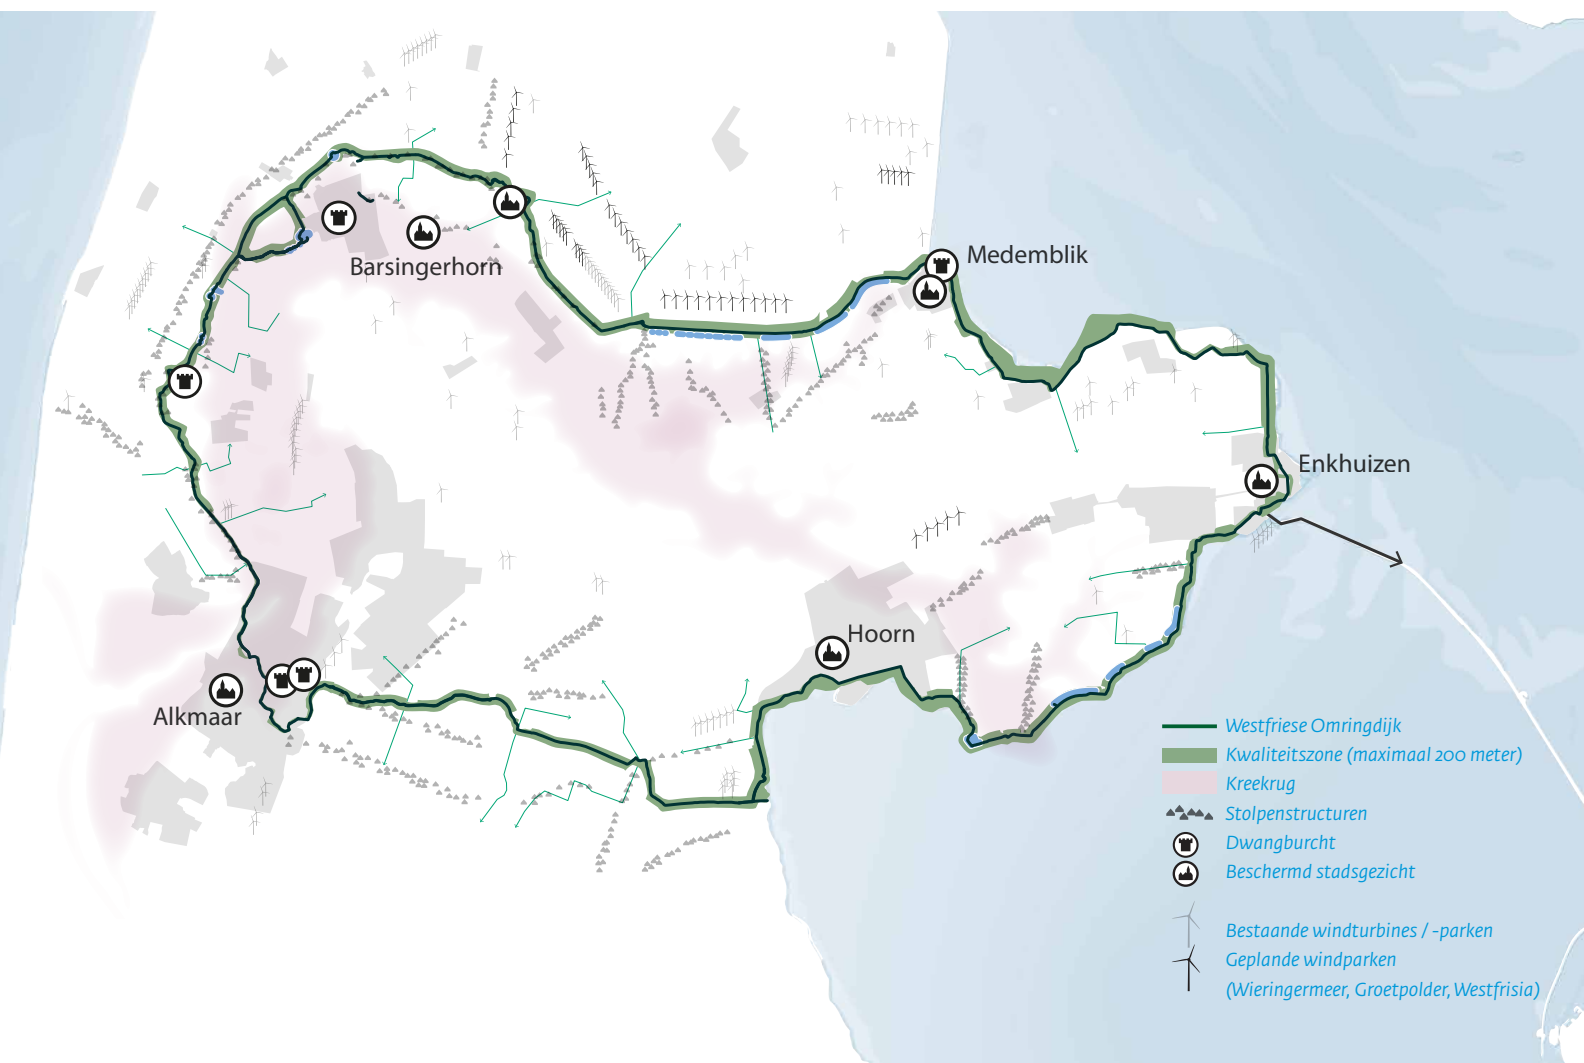 Medemblik
Barsingerhorn
Enkhuizen
Hoorn
Alkmaar
Westfriese Omringdijk
Kwaliteitszone (maximaal 200 meter)
Kreekrug
Stolpenstructuren
Dwangburcht
Beschermd stadsgezicht
Bestaande windturbines / -parken
Geplande windparken
(Wieringermeer, Groetpolder, Westfrisia)